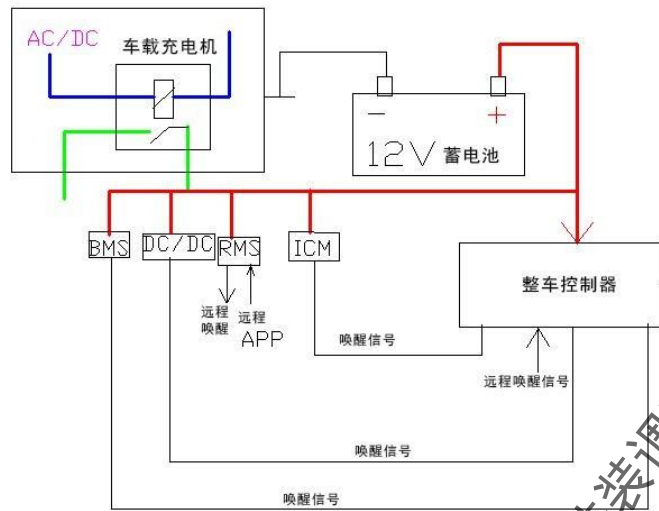 AC/DC
车载充电机
- +
12V 蓄电池
BMS
DC/DC
RMS
ICM
整车控制器
远程
唤醒
远程
APP
唤醒信号
远程唤醒信号
唤醒信号
唤醒信号
装调